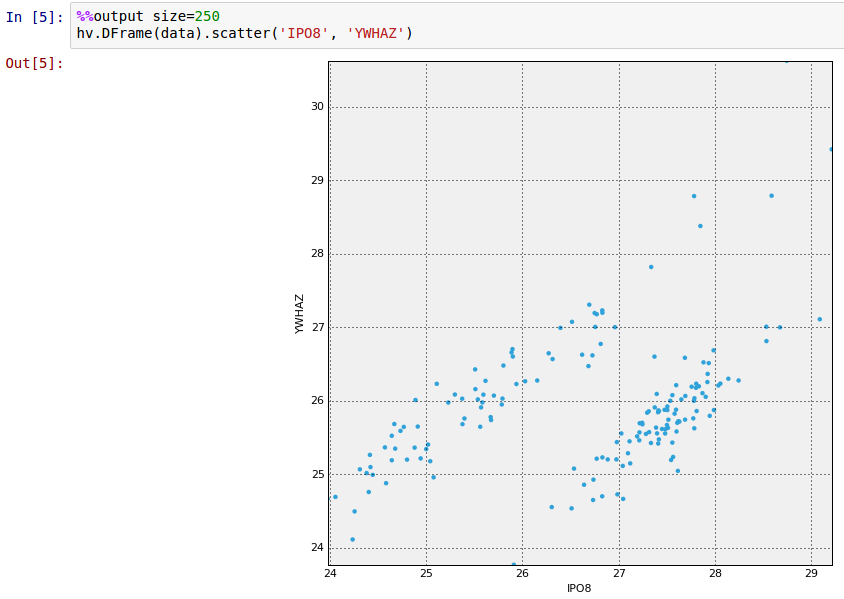 In [5]: %%output size=250
hv.DFrame(data).scatter('IPO8', 'YWHAZ')
Out[5]:
30
29
28
27
26
25
24
YWHAZ
24 25 26 27 28 29
IPO8